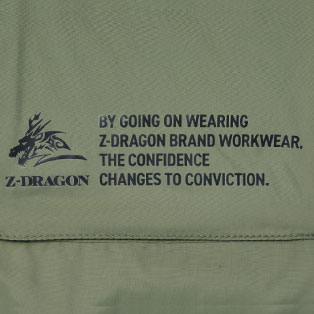 BY GOING ON WEARING
Z-DRAGON BRAND WORKWEAR,
THE CONFIDENCE
CHANGES TO CONVICTION.
Z-DRAGON